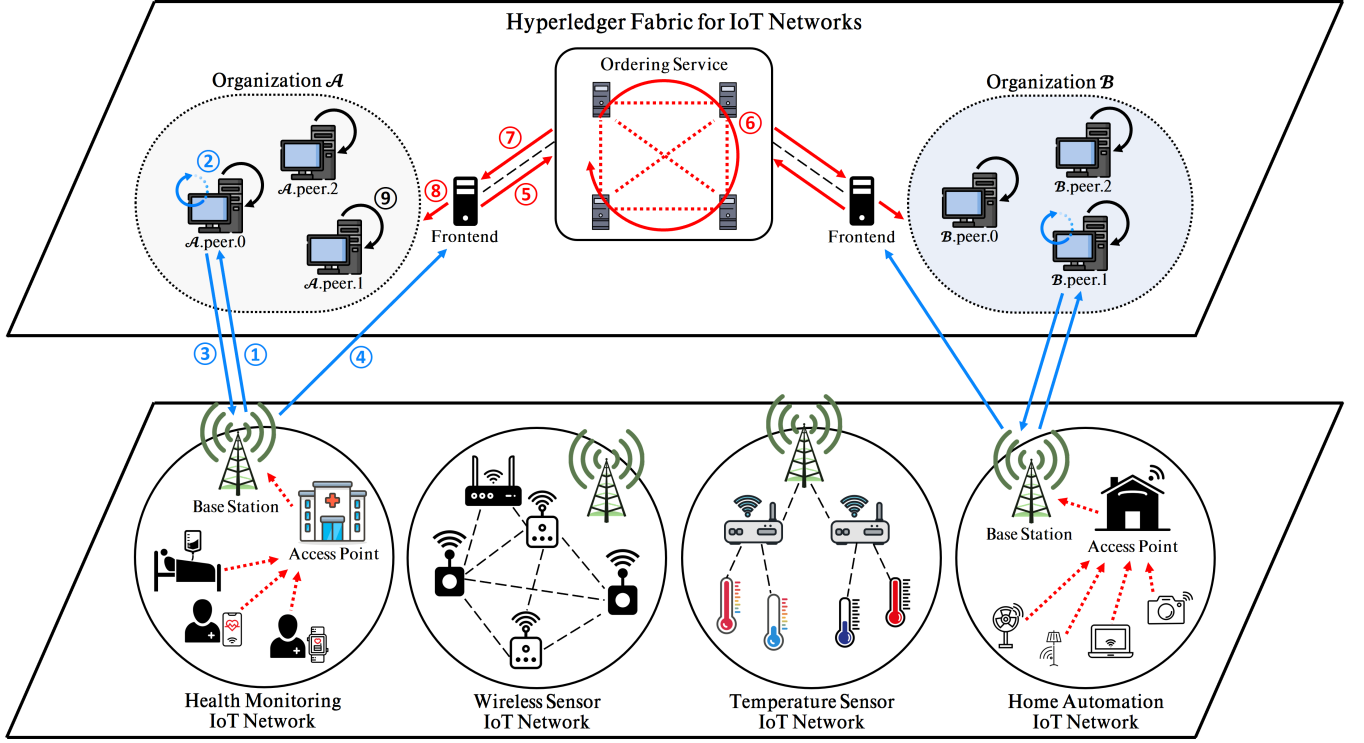 Hyperledger Fabric for IoT Networks
Organization 𝓐
Ordering Service
Organization 𝓑
②
𝓐.peer.2
⑨
𝓐.peer.0
𝓐.peer.1
⑦
⑧
⑤
Frontend
⑥
Frontend
𝓑.peer.2
𝓑.peer.0
𝓑.peer.1
③
①
④
Base Station
Access Point
Base Station
Access Point
Health Monitoring
IoT Network
Wireless Sensor
IoT Network
Temperature Sensor
IoT Network
Home Automation
IoT Network